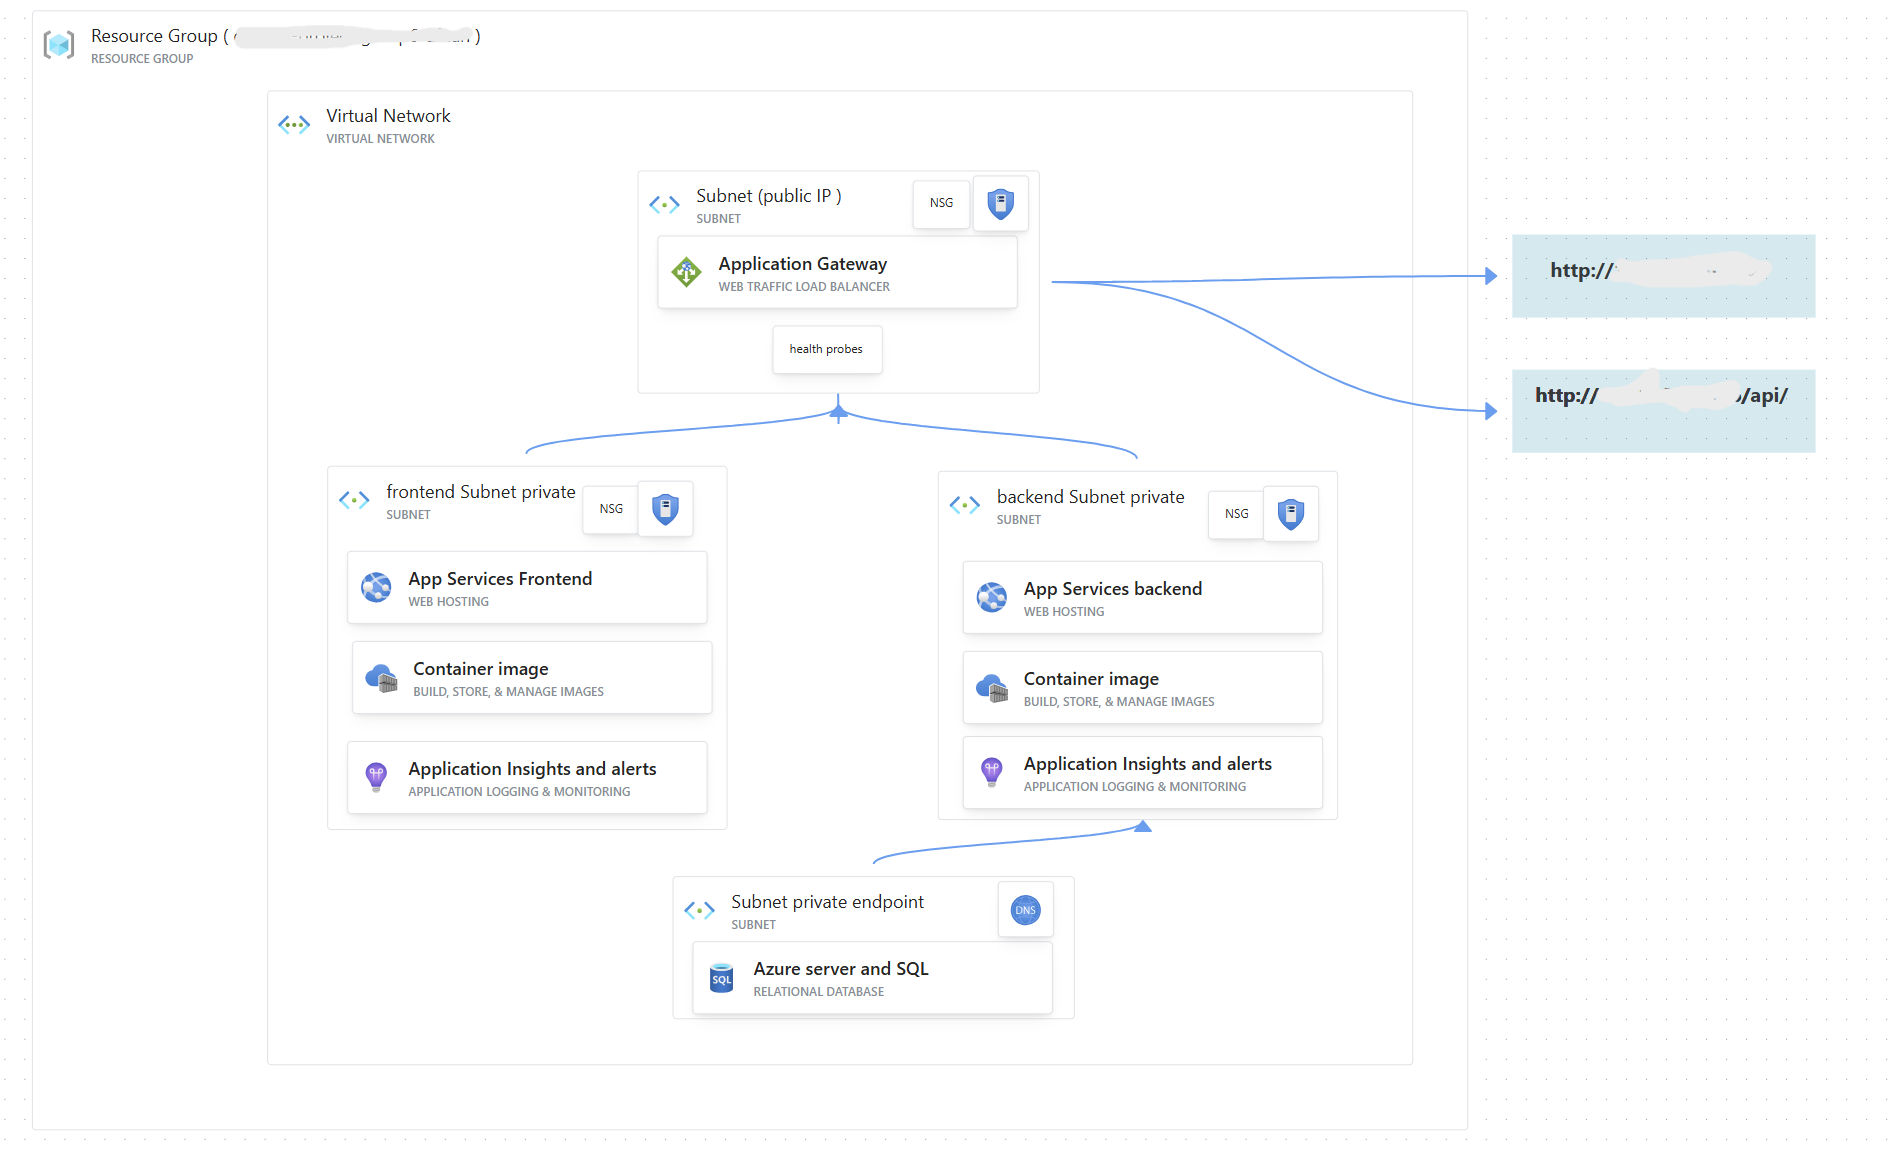 Resource Group ( )
RESOURCE GROUP
Virtual Network
VIRTUAL NETWORK
Subnet (public IP )
SUBNET
NSG
Application Gateway
WEB TRAFFIC LOAD BALANCER
health probes
http://
http:// /api/
frontend Subnet private
SUBNET
NSG
App Services Frontend
WEB HOSTING
Container image
BUILD, STORE, & MANAGE IMAGES
Application Insights and alerts
APPLICATION LOGGING & MONITORING
backend Subnet private
SUBNET
NSG
App Services backend
WEB HOSTING
Container image
BUILD, STORE, & MANAGE IMAGES
Application Insights and alerts
APPLICATION LOGGING & MONITORING
Subnet private endpoint
SUBNET
DNS
SQL
Azure server and SQL
RELATIONAL DATABASE